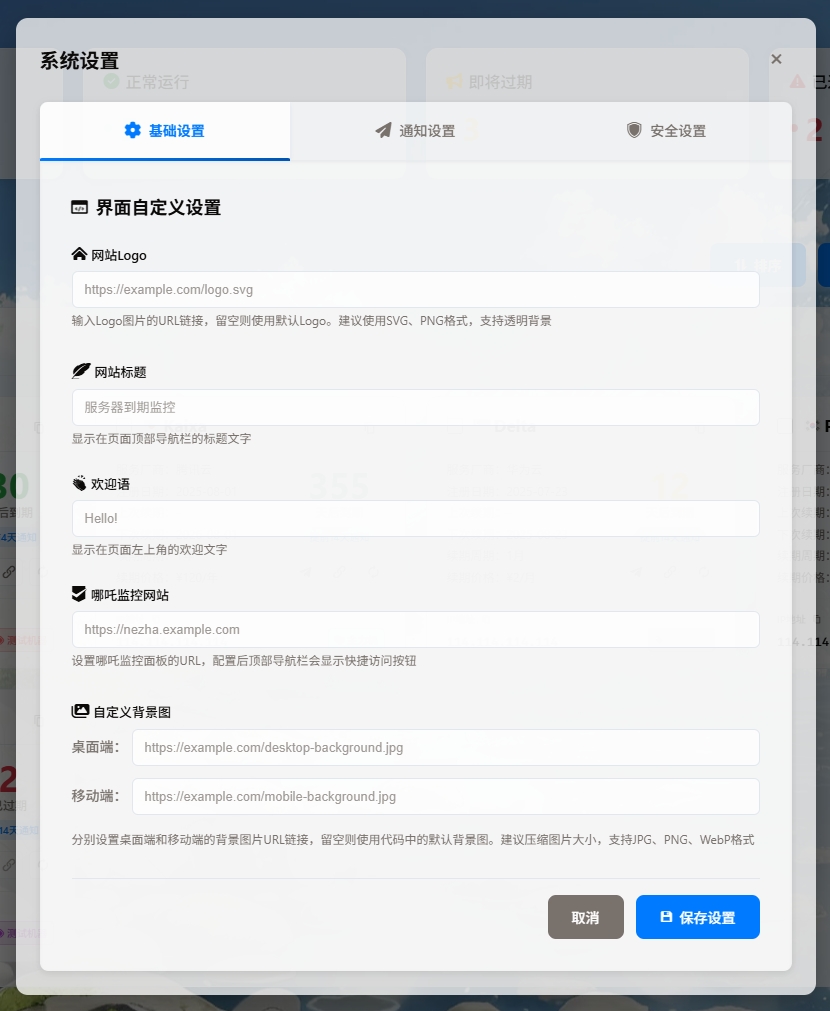 系统设置
正常运行
即将过期
2
基础设置
通知设置
安全设置
界面自定义设置
网站Logo
https://example.com/logo.svg
输入Logo图片的URL链接，留空则使用默认Logo。建议使用SVG、PNG格式，支持透明背景
网站标题
服务器到期监控
显示在页面顶部导航栏的标题文字
355
欢迎语
Hello!
显示在页面左上角的欢迎文字
哪吒监控网站
https://nezha.example.com
设置哪吒监控面板的URL，配置后顶部导航栏会显示快捷访问按钮
自定义背景图
桌面端：
https://example.com/desktop-background.jpg
移动端：
https://example.com/mobile-background.jpg
分别设置桌面端和移动端的背景图片URL链接，留空则使用代码中的默认背景图。建议压缩图片大小，支持JPG、PNG、WebP格式
取消
保存设置